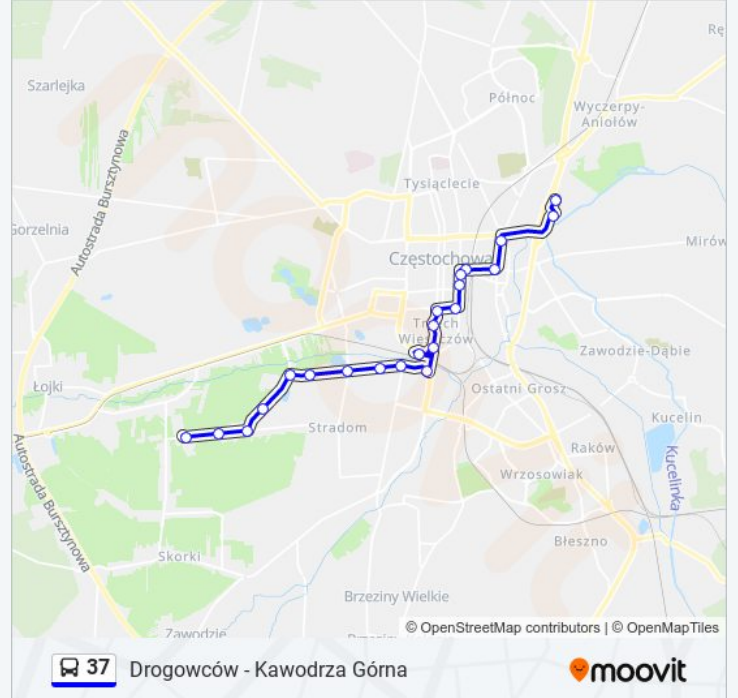 Szarlejka
Północ
Wyczerpy-
Aniołów
Autostrada Bursztynowa
Tysiąclecie
Gorzelnia
Mirów
Częstochowa
Trzech
Wieszczów
Zawodzie-Dąbie
Łojki
Ostatni Grosz
Stradom
Kucelin
Raków
Kucelinka
Wrzosowiak
Autostrada Bursztynowa
Błeszno
Skorki
Brzeziny Wielkie
Zawodzie
© OpenStreetMap contributors | © OpenMapTiles
37 Drogowców - Kawodrza Górna
moovit